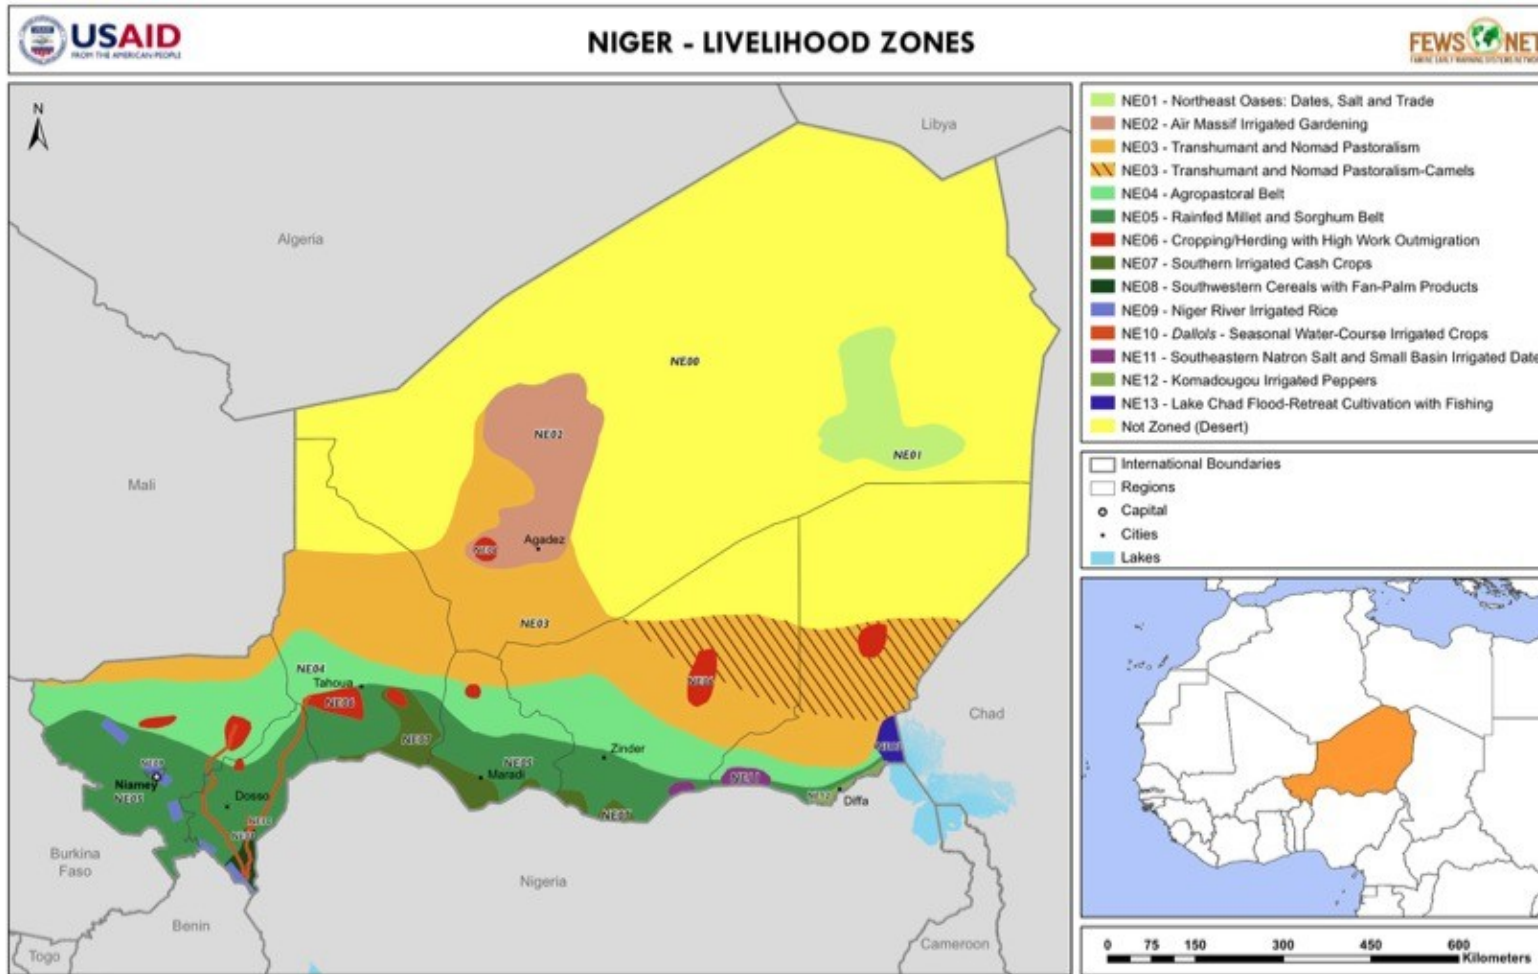 USAID
FROM THE AMERICAN PEOPLE
NIGER - LIVELIHOOD ZONES
FEWS NET
FAMINE EARLY WARNING SYSTEMS NETWORK
N
Libya
Algeria
Mali
Chad
Burkina
Faso
Benin
Togo
Nigeria
Cameroon
NE00
NE01
NE02
Agadez
NE03
NE04
Tahoua
NE06
NE06
NE07
NE05
Zinder
Maradi
NE11
Diffa
Niamey
NE05
Dosso
NE01 - Northeast Oases: Dates, Salt and Trade
NE02 - Aïr Massif Irrigated Gardening
NE03 - Transhumant and Nomad Pastoralism
NE03 - Transhumant and Nomad Pastoralism-Camels
NE04 - Agropastoral Belt
NE05 - Rainfed Millet and Sorghum Belt
NE06 - Cropping/Herding with High Work Outmigration
NE07 - Southern Irrigated Cash Crops
NE08 - Southwestern Cereals with Fan-Palm Products
NE09 - Niger River Irrigated Rice
NE10 - Dallols - Seasonal Water-Course Irrigated Crops
NE11 - Southeastern Natron Salt and Small Basin Irrigated Date
NE12 - Komadougou Irrigated Peppers
NE13 - Lake Chad Flood-Retreat Cultivation with Fishing
Not Zoned (Desert)
International Boundaries
Regions
Capital
Cities
Lakes
0 75 150 300 450 600
Kilometers